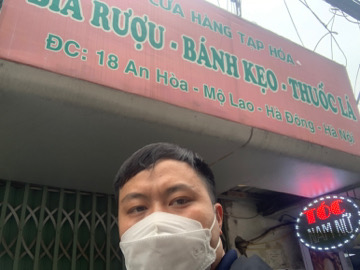 CỬA HÀNG TẠP HÓA
BIA RƯỢU - BÁNH KẸO - THUỐC LÁ
ĐC: 18 An Hòa - Mộ Lao - Hà Đông - Hà Nội
TÓC
NAM NỮ